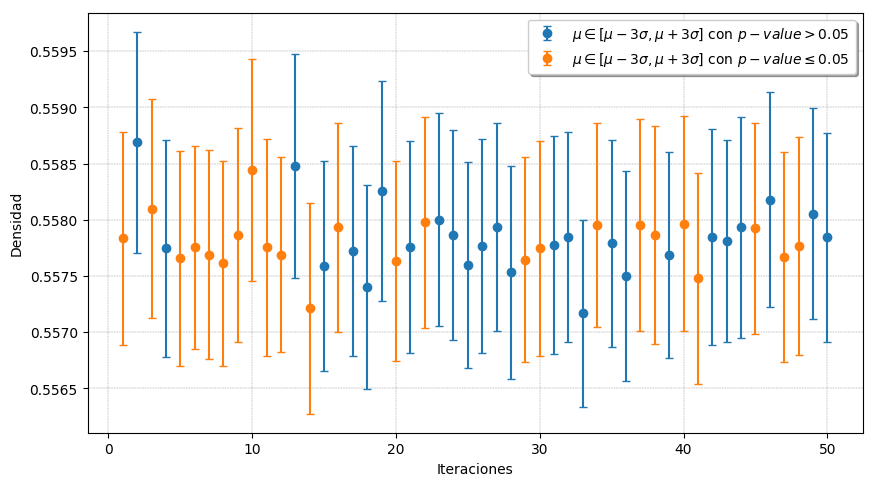 μ ∈ [μ − 3σ, μ + 3σ] con p − value > 0.05
μ ∈ [μ − 3σ, μ + 3σ] con p − value ≤ 0.05
0.5595
0.5590
0.5585
0.5580
0.5575
0.5570
0.5565
Densidad
0 10 20 30 40 50
Iteraciones